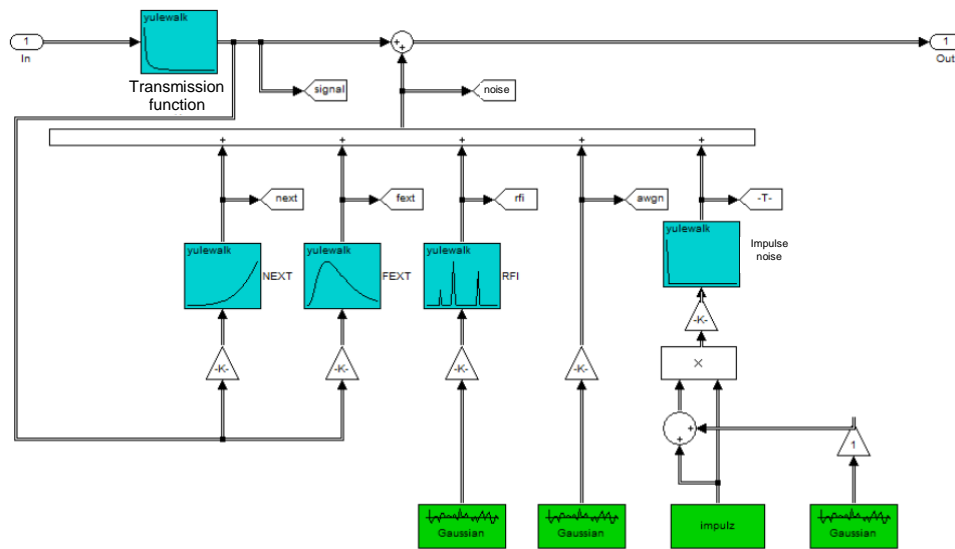 yulewalk
1
In
Transmission
function
+
+
1
Out
signal
noise
+
+
+
+
+
next
fext
rfi
awgn
-T-
yulewalk
NEXT
yulewalk
FEXT
yulewalk
RFI
yulewalk
Impulse
noise
-K-
-K-
-K-
-K-
-K-
X
+
+
1
Gaussian
Gaussian
impulz
Gaussian